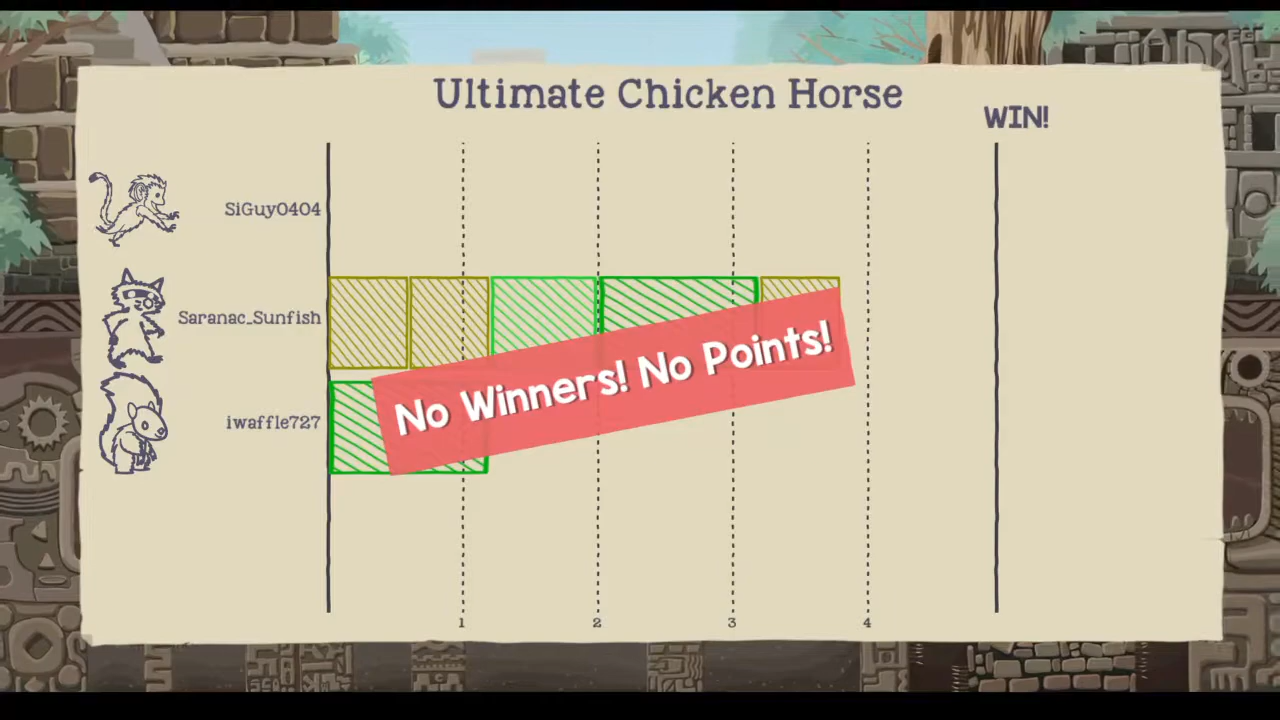 Ultimate Chicken Horse
WIN!
SiGuy0404
Saranac_Sunfish
No Winners! No Points!
iwaffle727
1 2 3 4